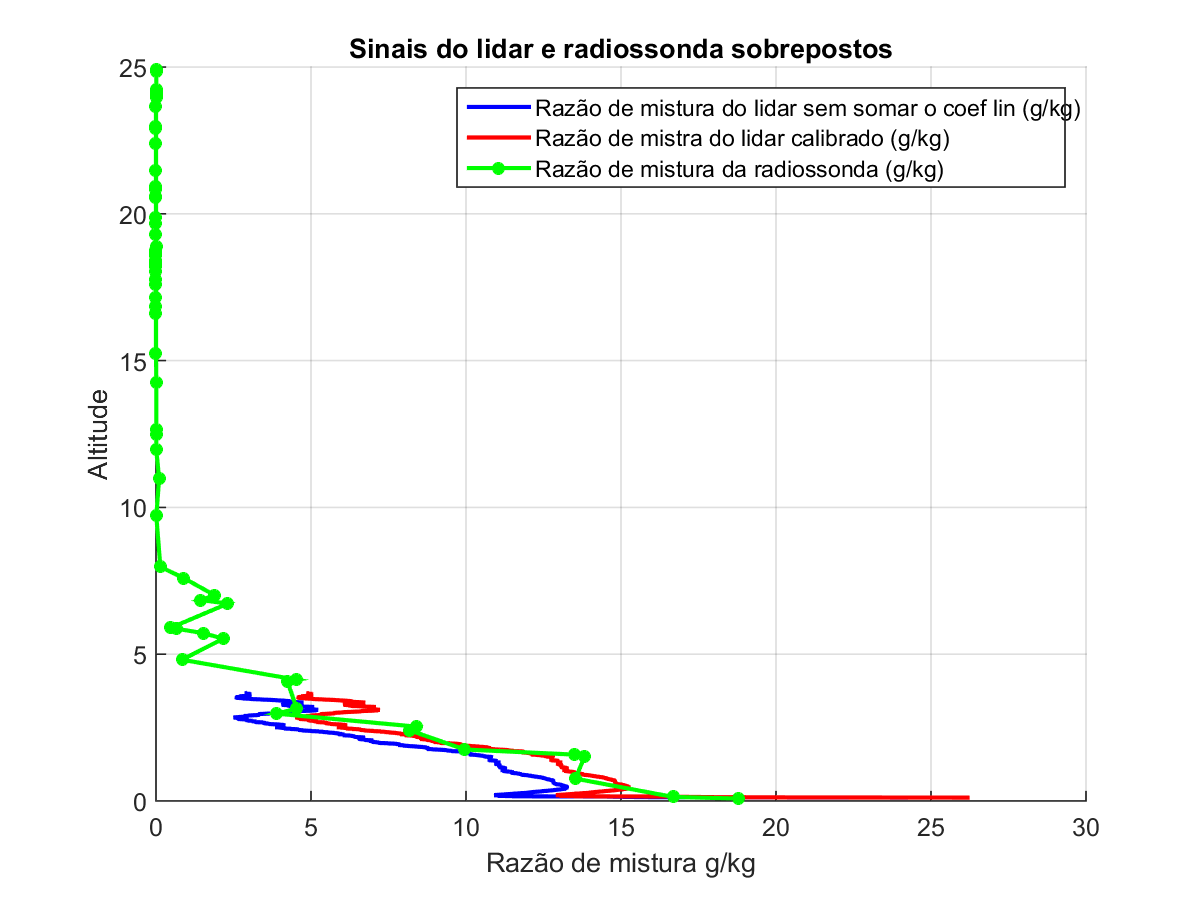 Sinais do lidar e radiossonda sobrepostos
25
20
15
10
5
0
Altitude
Razão de mistura do lidar sem somar o coef lin (g/kg)
Razão de mistra do lidar calibrado (g/kg)
Razão de mistura da radiossonda (g/kg)
0 5 10 15 20 25 30
Razão de mistura g/kg